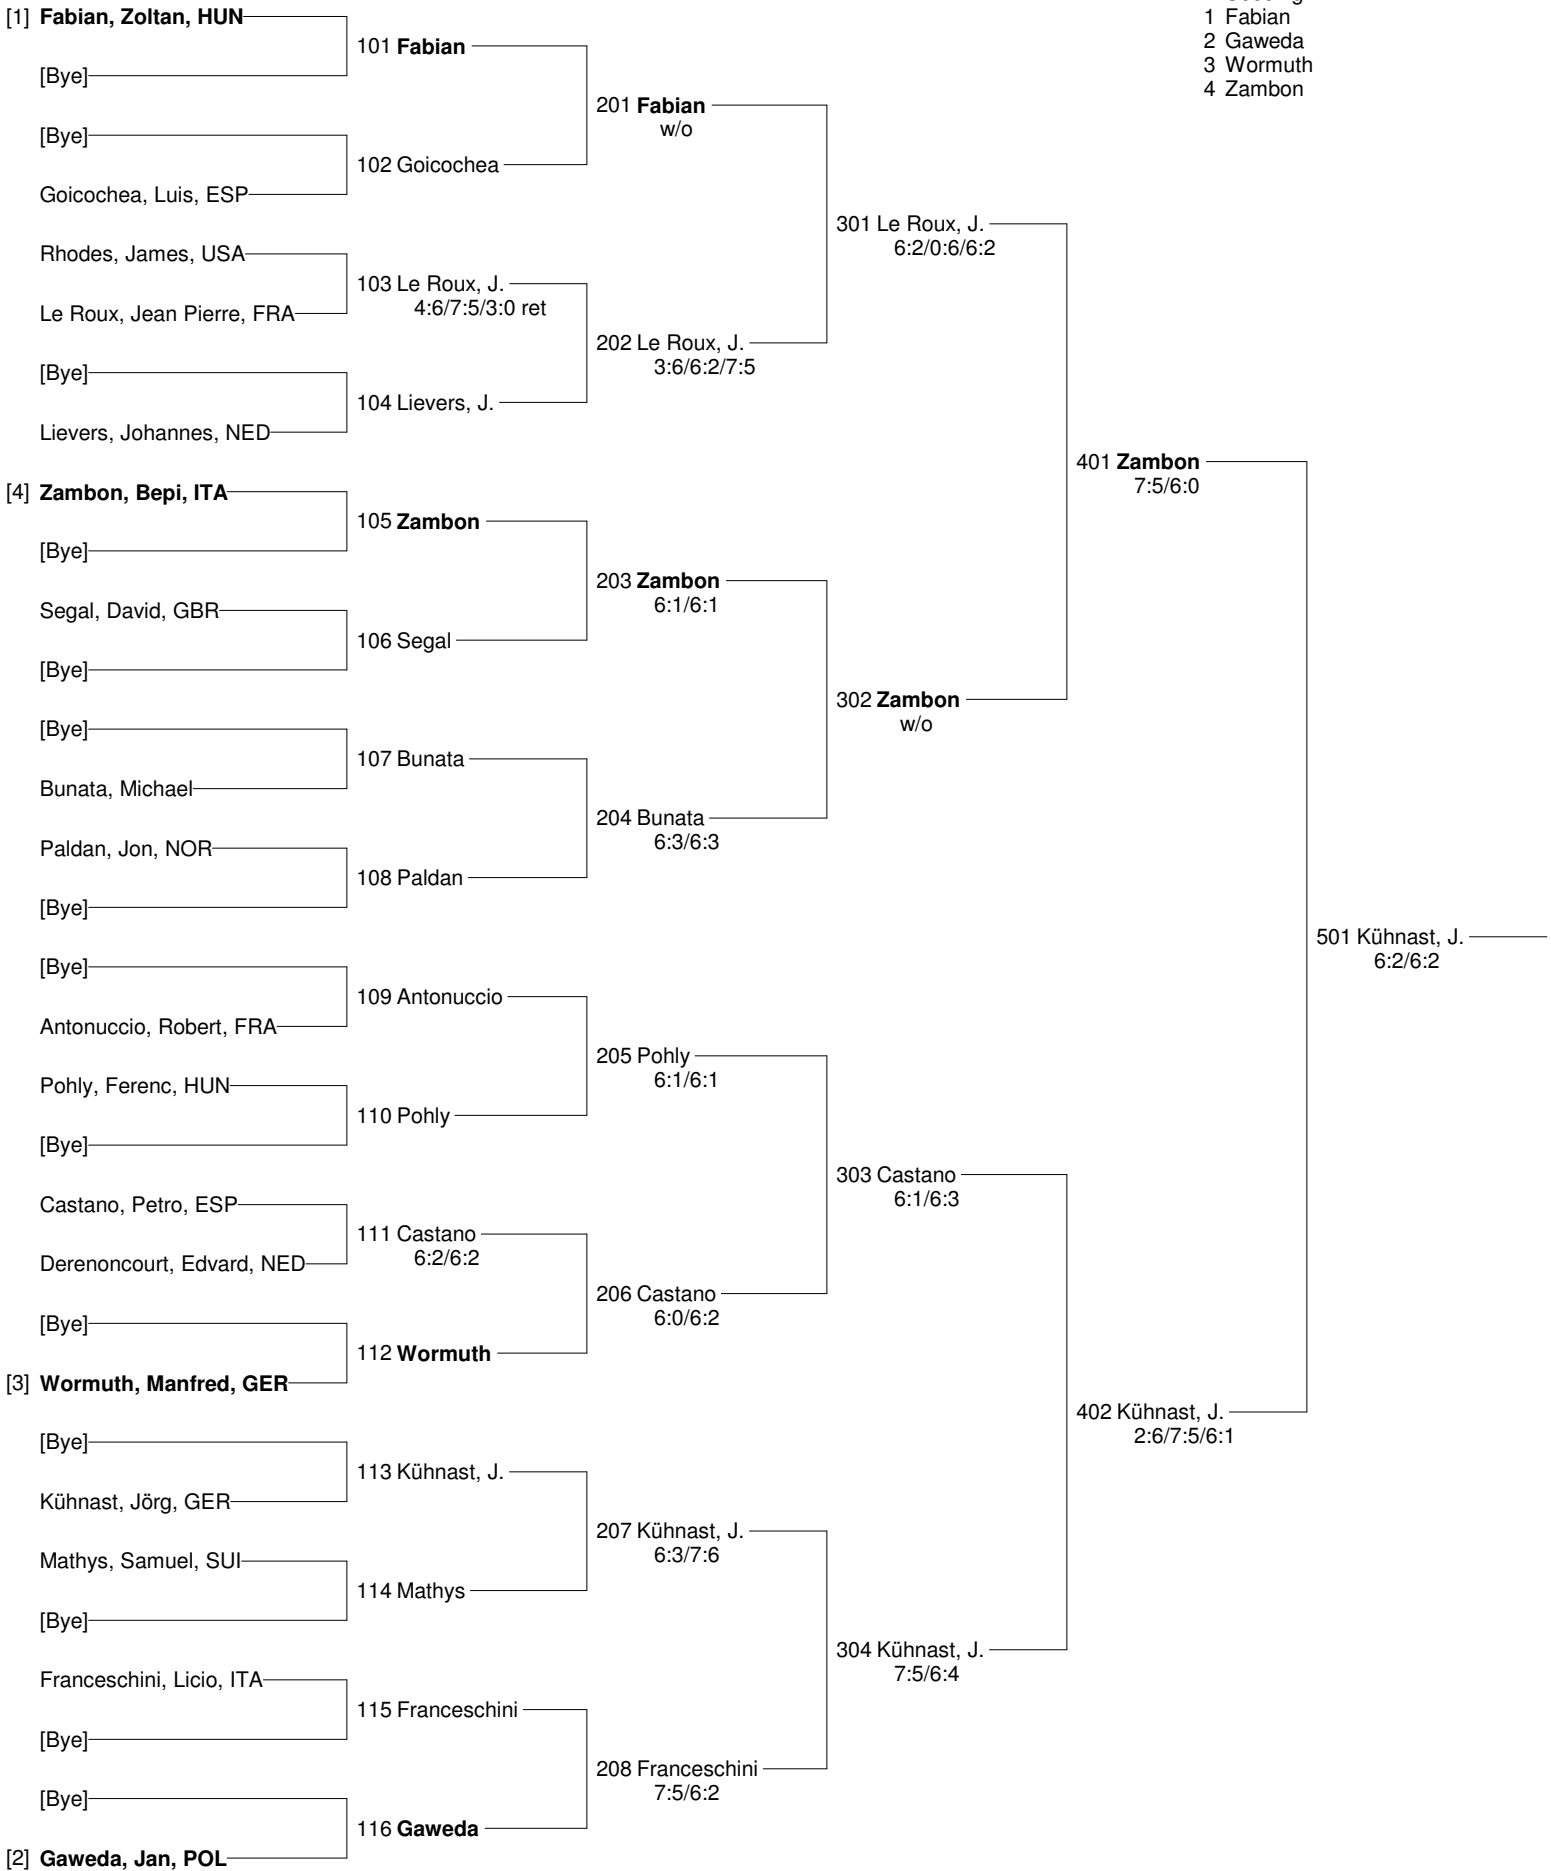 1 Fabian
2 Gaweda
3 Wormuth
4 Zambon
[1] Fabian, Zoltan, HUN
[Bye]
[Bye]
Goicochea, Luis, ESP
Rhodes, James, USA
Le Roux, Jean Pierre, FRA
[Bye]
Lievers, Johannes, NED
[4] Zambon, Bepi, ITA
[Bye]
Segal, David, GBR
[Bye]
[Bye]
Bunata, Michael
Paldan, Jon, NOR
[Bye]
[Bye]
Antonuccio, Robert, FRA
Pohly, Ferenc, HUN
[Bye]
Castano, Petro, ESP
Derenoncourt, Edvard, NED
[Bye]
[3] Wormuth, Manfred, GER
[Bye]
Kühnast, Jörg, GER
Mathys, Samuel, SUI
[Bye]
Franceschini, Licio, ITA
[Bye]
[Bye]
[2] Gaweda, Jan, POL
101 Fabian
102 Goicochea
103 Le Roux, J.
4:6/7:5/3:0 ret
104 Lievers, J.
105 Zambon
106 Segal
107 Bunata
108 Paldan
109 Antonuccio
110 Pohly
111 Castano
6:2/6:2
112 Wormuth
113 Kühnast, J.
114 Mathys
115 Franceschini
116 Gaweda
201 Fabian
w/o
202 Le Roux, J.
3:6/6:2/7:5
203 Zambon
6:1/6:1
204 Bunata
6:3/6:3
205 Pohly
6:1/6:1
206 Castano
6:0/6:2
207 Kühnast, J.
6:3/7:6
208 Franceschini
7:5/6:2
301 Le Roux, J.
6:2/0:6/6:2
302 Zambon
w/o
303 Castano
6:1/6:3
304 Kühnast, J.
7:5/6:4
401 Zambon
7:5/6:0
402 Kühnast, J.
2:6/7:5/6:1
501 Kühnast, J.
6:2/6:2